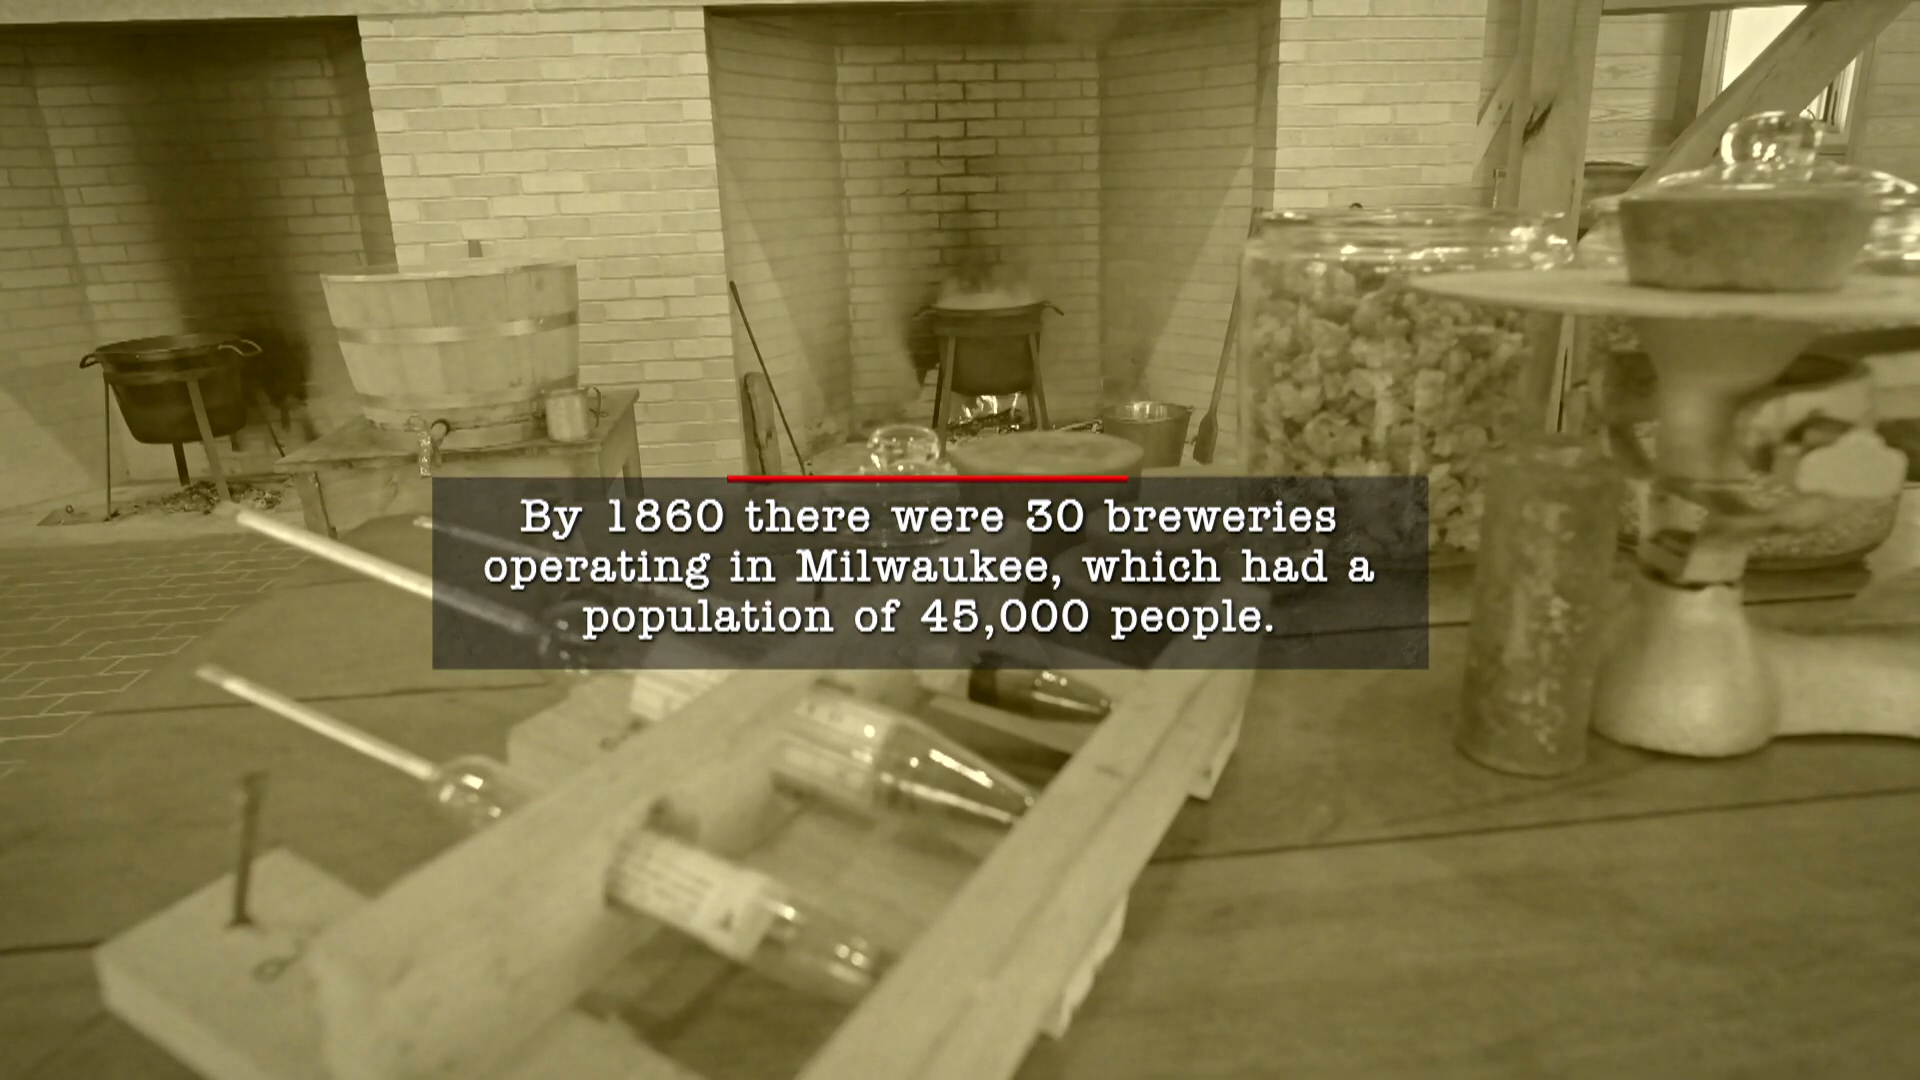 By 1860 there were 30 breweries
operating in Milwaukee, which had a
population of 45,000 people.